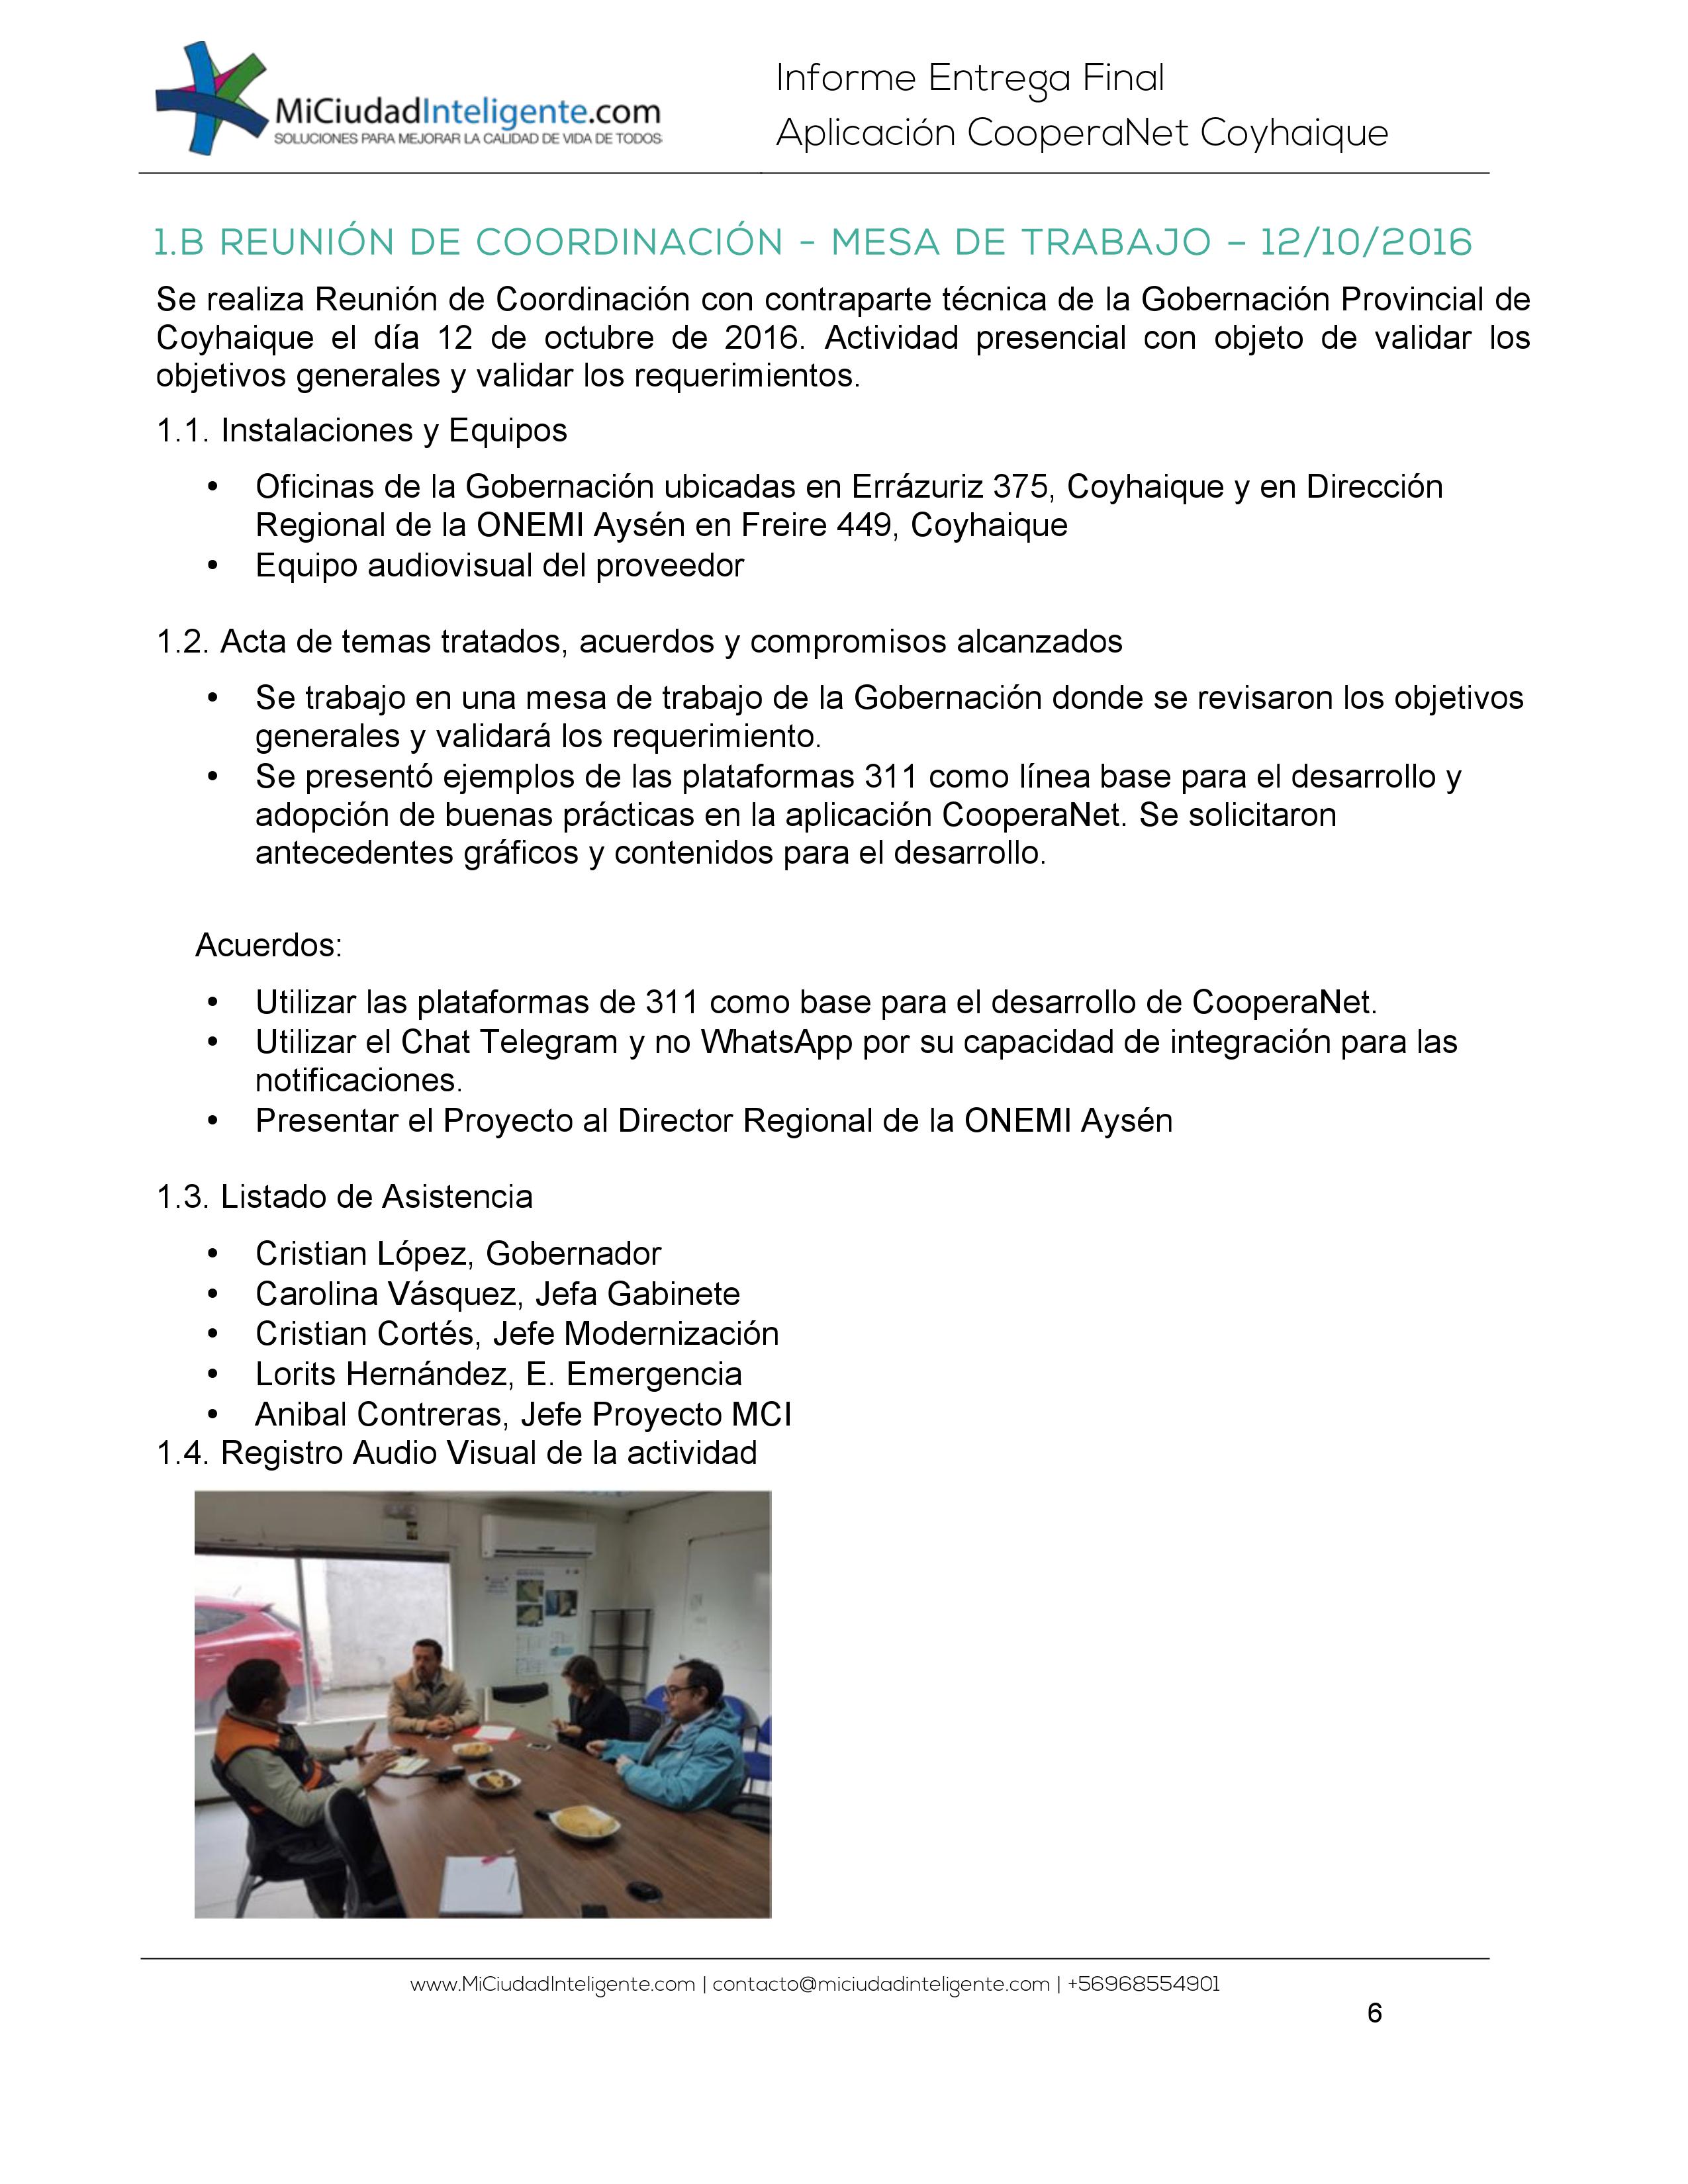 MiCiudadInteligente.com
SOLUCIONES PARA MEJORAR LA CALIDAD DE VIDA DE TODOS
Informe Entrega Final
Aplicación CooperaNet Coyhaique
1.B REUNIÓN DE COORDINACIÓN - MESA DE TRABAJO – 12/10/2016
Se realiza Reunión de Coordinación con contraparte técnica de la Gobernación Provincial de
Coyhaique el día 12 de octubre de 2016. Actividad presencial con objeto de validar los
objetivos generales y validar los requerimientos.
1.1. Instalaciones y Equipos
• Oficinas de la Gobernación ubicadas en Errázuriz 375, Coyhaique y en Dirección
Regional de la ONEMI Aysén en Freire 449, Coyhaique
• Equipo audiovisual del proveedor
1.2. Acta de temas tratados, acuerdos y compromisos alcanzados
• Se trabajo en una mesa de trabajo de la Gobernación donde se revisaron los objetivos
generales y validará los requerimiento.
• Se presentó ejemplos de las plataformas 311 como línea base para el desarrollo y
adopción de buenas prácticas en la aplicación CooperaNet. Se solicitaron
antecedentes gráficos y contenidos para el desarrollo.
Acuerdos:
• Utilizar las plataformas de 311 como base para el desarrollo de CooperaNet.
• Utilizar el Chat Telegram y no WhatsApp por su capacidad de integración para las
notificaciones.
• Presentar el Proyecto al Director Regional de la ONEMI Aysén
1.3. Listado de Asistencia
• Cristian López, Gobernador
• Carolina Vásquez, Jefa Gabinete
• Cristian Cortés, Jefe Modernización
• Lorits Hernández, E. Emergencia
• Anibal Contreras, Jefe Proyecto MCI
1.4. Registro Audio Visual de la actividad
www.MiCiudadInteligente.com | contacto@miciudadinteligente.com | +56968554901
6